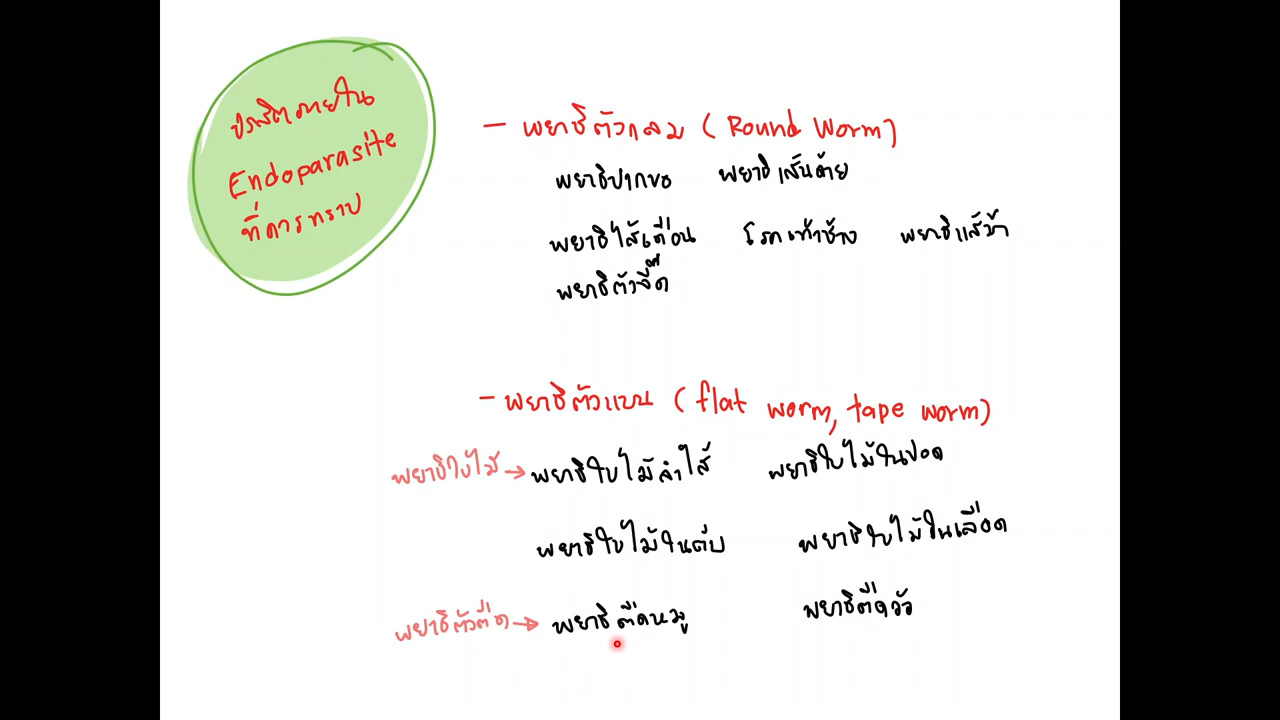 ปรสิตภายใน
Endoparasite
ที่ควรทราบ
- พยาธิตัวกลม (Round Worm)
พยาธิปากขอ พยาธิเส้นด้าย
พยาธิไส้เดือน โรคเท้าช้าง พยาธิแส้ม้า
พยาธิตัวจี๊ด
- พยาธิตัวแบน (flat worm, tape worm)
พยาธิใบไม้ → พยาธิใบไม้ลำไส้ พยาธิใบไม้ในปอด
พยาธิใบไม้ในตับ พยาธิใบไม้ในเลือด
พยาธิตัวตืด → พยาธิตืดหมู พยาธิตืดวัว